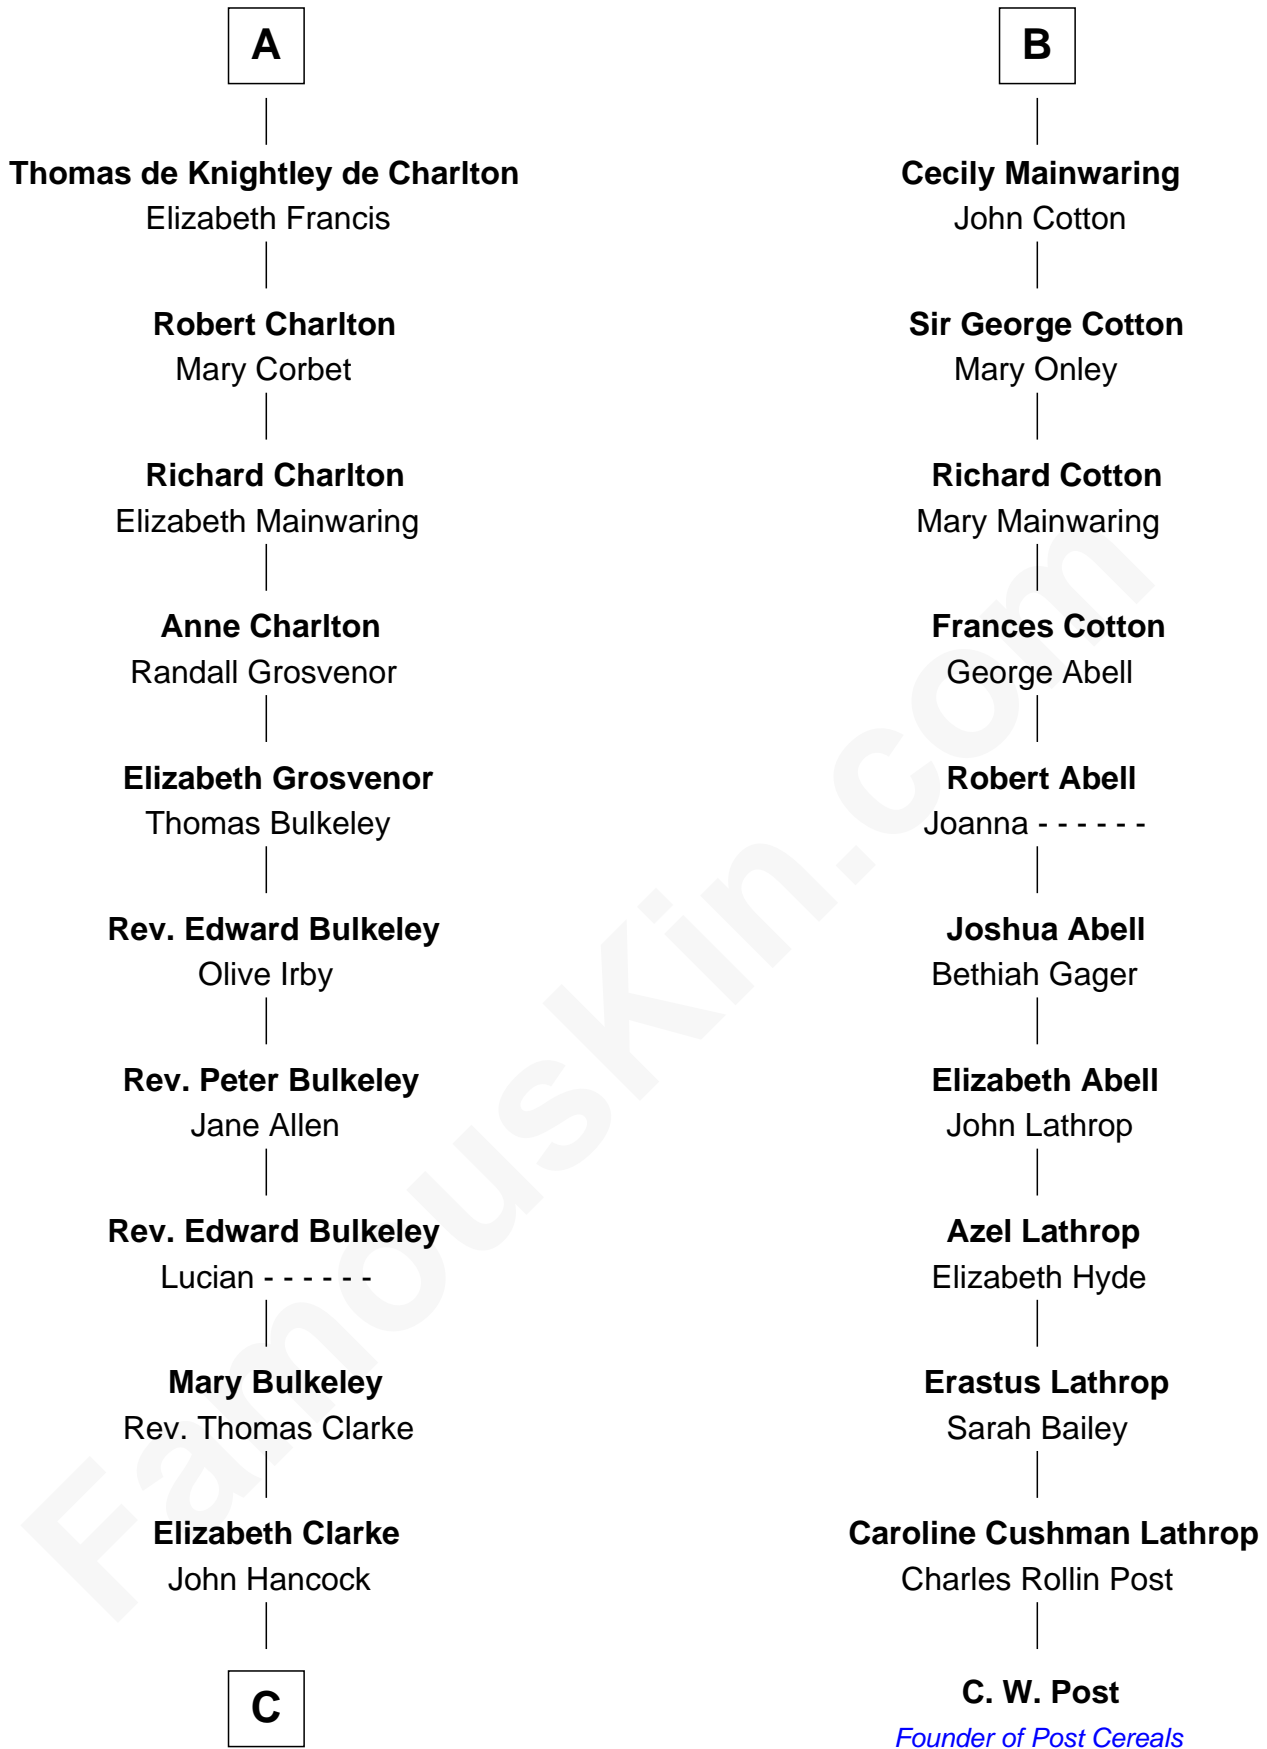 A
Thomas de Knightley de Charlton
Elizabeth Francis
Robert Charlton
Mary Corbet
Richard Charlton
Elizabeth Mainwaring
Anne Charlton
Randall Grosvenor
Elizabeth Grosvenor
Thomas Bulkeley
Rev. Edward Bulkeley
Olive Irby
Rev. Peter Bulkeley
Jane Allen
Rev. Edward Bulkeley
Lucian - - - - - -
Mary Bulkeley
Rev. Thomas Clarke
Elizabeth Clarke
John Hancock
C
B
Cecily Mainwaring
John Cotton
Sir George Cotton
Mary Onley
Richard Cotton
Mary Mainwaring
Frances Cotton
George Abell
Robert Abell
Joanna - - - - - -
Joshua Abell
Bethiah Gager
Elizabeth Abell
John Lathrop
Azel Lathrop
Elizabeth Hyde
Erastus Lathrop
Sarah Bailey
Caroline Cushman Lathrop
Charles Rollin Post
C. W. Post
Founder of Post Cereals
FamousKin.com